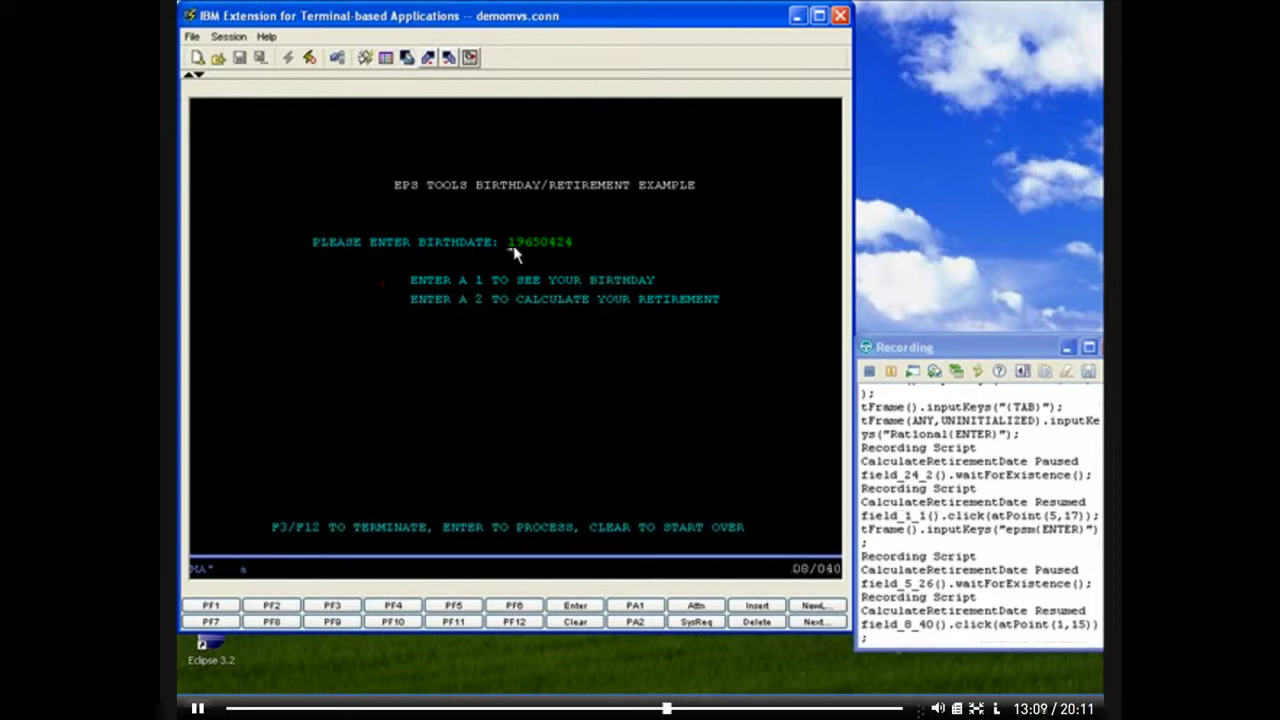 IBM Extension for Terminal-based Applications -- demomvs.conn
File Session Help
EPS TOOLS BIRTHDAY/RETIREMENT EXAMPLE
PLEASE ENTER BIRTHDATE: 19650424
ENTER A 1 TO SEE YOUR BIRTHDAY
ENTER A 2 TO CALCULATE YOUR RETIREMENT
F3/F12 TO TERMINATE, ENTER TO PROCESS, CLEAR TO START OVER
MA* a 08/040
PF1 PF2 PF3 PF4 PF5 PF6 Enter PA1 Attn Insert NewL...
PF7 PF8 PF9 PF10 PF11 PF12 Clear PA2 SysReq Delete Next...
Eclipse 3.2
Recording
);
tFrame().inputKeys("{TAB}");
tFrame(ANY,UNINITIALIZED).inputKe
ys("Rational{ENTER}");
Recording Script
CalculateRetirementDate Paused
field_24_2().waitForExistence();
Recording Script
CalculateRetirementDate Resumed
field_1_1().click(atPoint(5,17));
tFrame().inputKeys("epsm{ENTER}")
;
Recording Script
CalculateRetirementDate Paused
field_5_26().waitForExistence();
Recording Script
CalculateRetirementDate Resumed
field_8_40().click(atPoint(1,15))
;
13:09 / 20:11